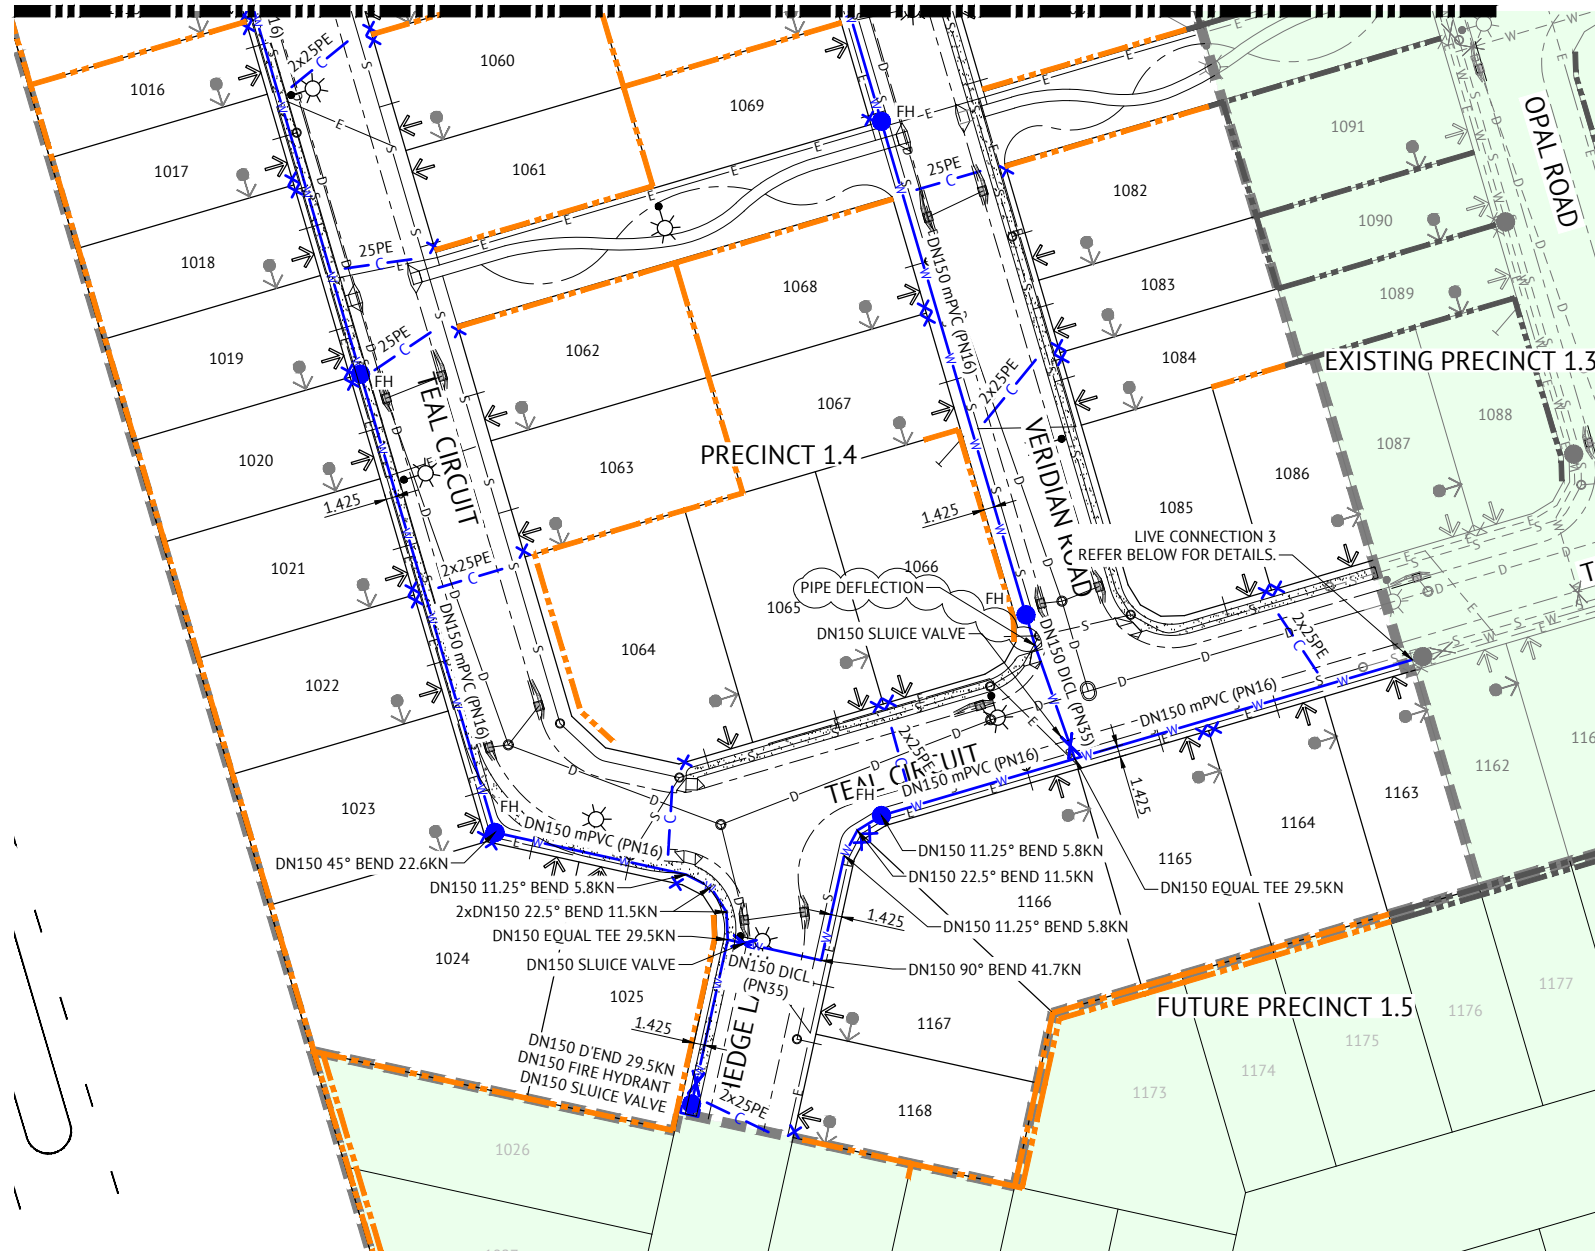 1016
1017
1018
1019
1020
1021
1022
1023
1024
1025
1060
1061
1062
1063
1064
1065
1066
1067
1068
1069
1082
1083
1084
1085
1086
1087
1088
1089
1090
1091
1162
1163
1164
1165
1166
1167
1168
1173
1174
1175
1176
1177
1026
2x25PE
25PE
25PE
2x25PE
25PE
2x25PE
2x25PE
2x25PE
2x25PE
FH
FH
FH
FH
FH
TEAL CIRCUIT
TEAL CIRCUIT
VERIDIAN ROAD
OPAL ROAD
PRECINCT 1.4
EXISTING PRECINCT 1.3
FUTURE PRECINCT 1.5
LIVE CONNECTION 3
REFER BELOW FOR DETAILS.
PIPE DEFLECTION
DN150 SLUICE VALVE
DN150 mPVC (PN16)
DN150 mPVC (PN16)
DN150 mPVC (PN16)
DN150 mPVC (PN16)
DN150 mPVC (PN16)
DN150 DICL (PN35)
DN150 DICL
(PN35)
1.425
1.425
1.425
1.425
1.425
DN150 45° BEND 22.6KN
DN150 11.25° BEND 5.8KN
2xDN150 22.5° BEND 11.5KN
DN150 EQUAL TEE 29.5KN
DN150 SLUICE VALVE
DN150 D'END 29.5KN
DN150 FIRE HYDRANT
DN150 SLUICE VALVE
DN150 11.25° BEND 5.8KN
DN150 22.5° BEND 11.5KN
DN150 EQUAL TEE 29.5KN
DN150 11.25° BEND 5.8KN
DN150 90° BEND 41.7KN